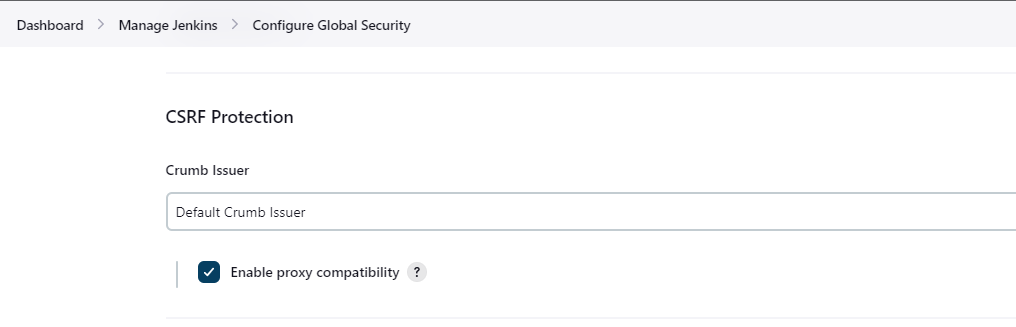 Dashboard > Manage Jenkins > Configure Global Security
CSRF Protection
Crumb Issuer
Default Crumb Issuer
Enable proxy compatibility ?